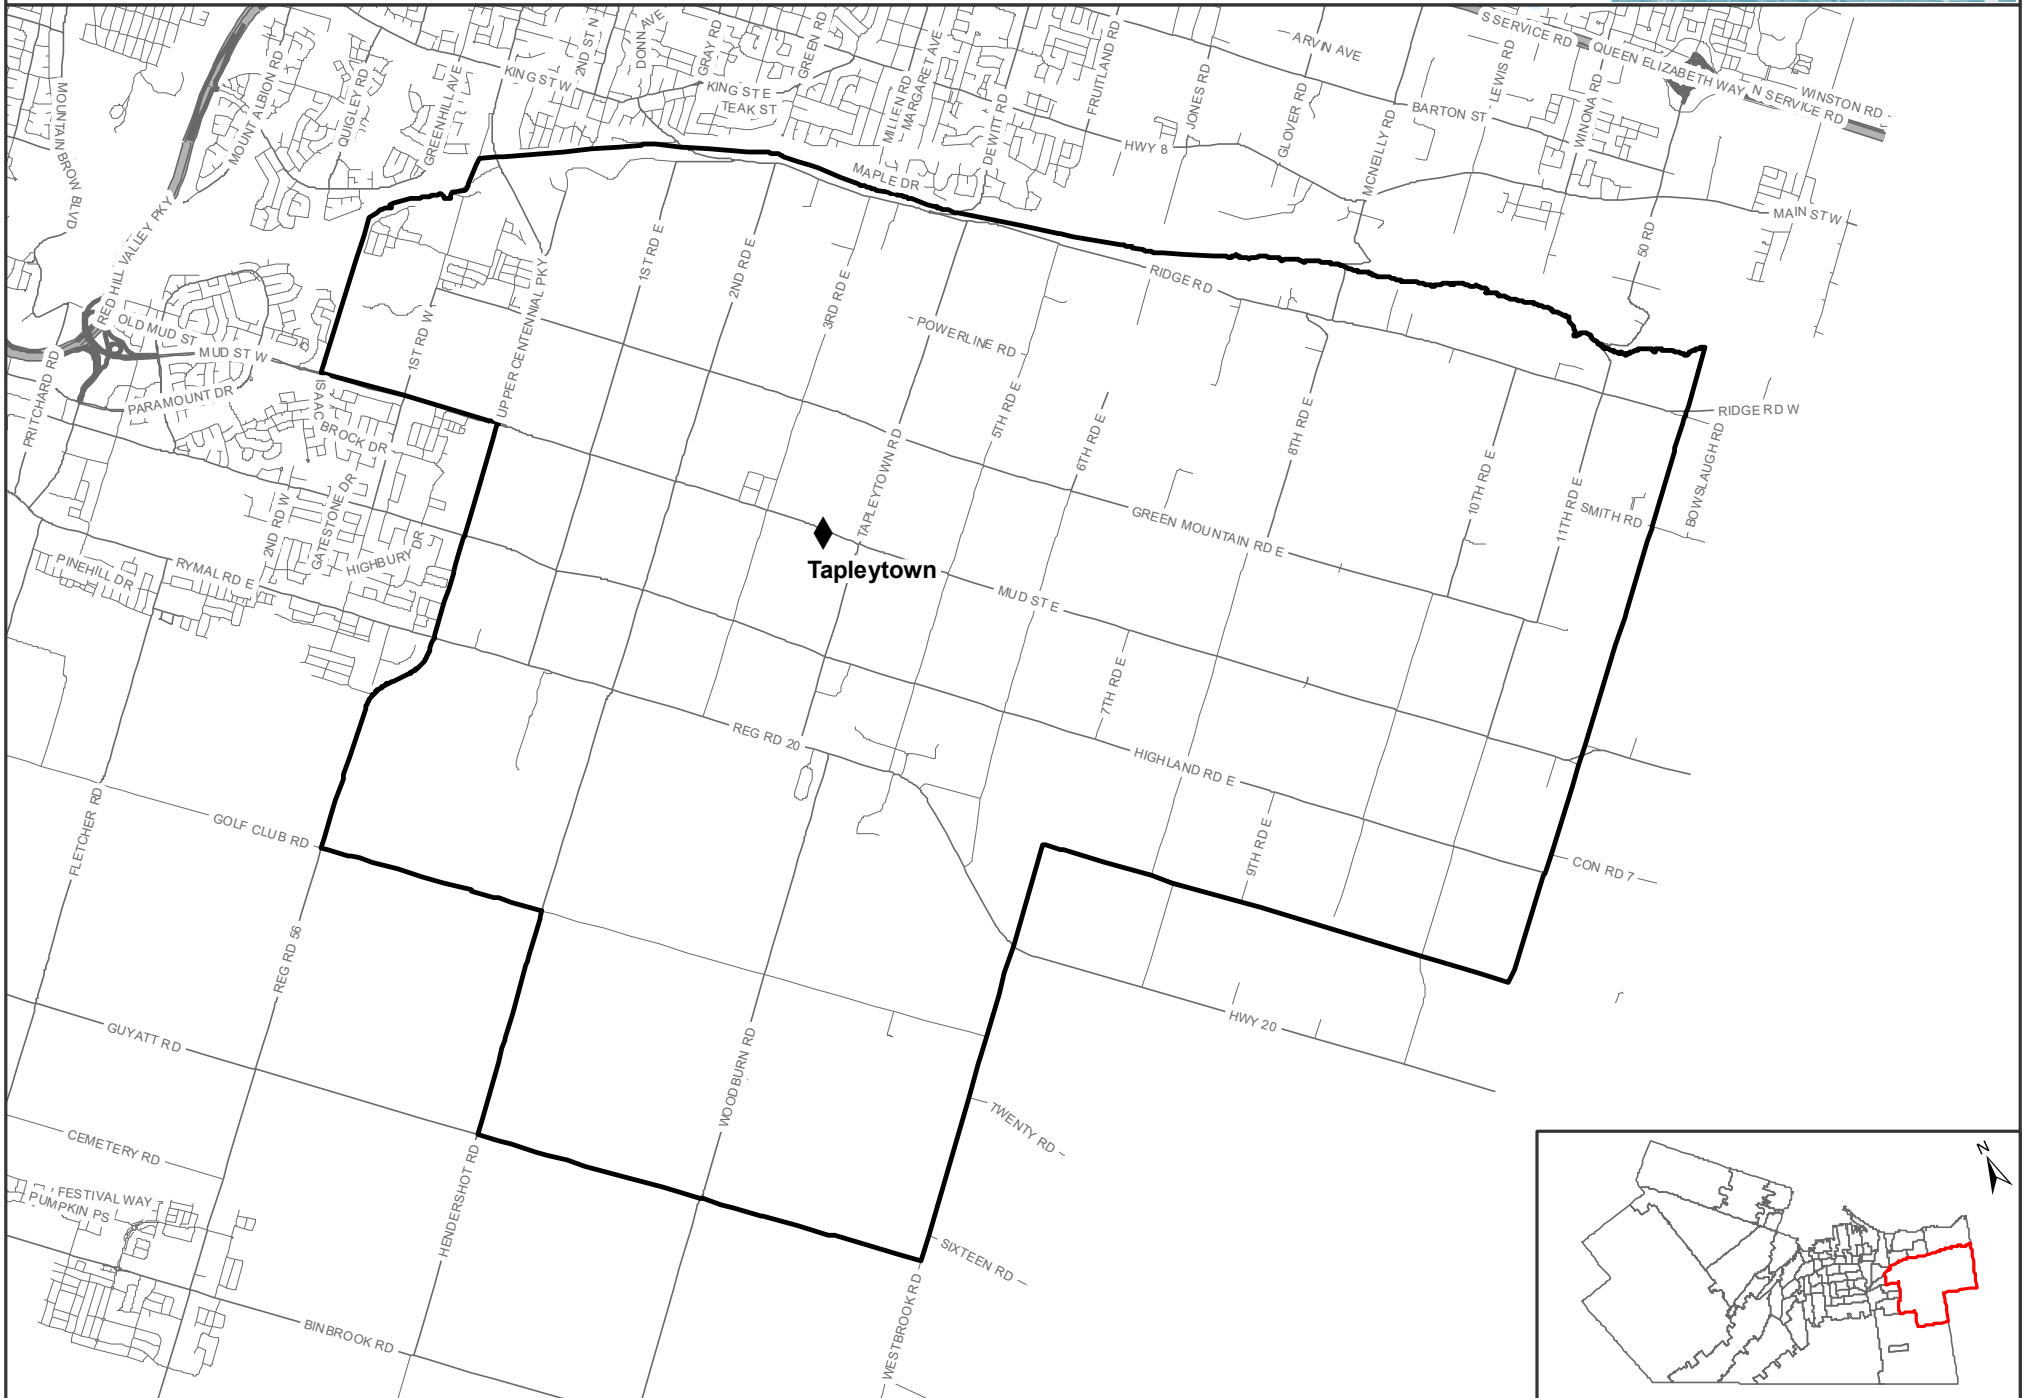 S SERVICE RD
QUEEN ELIZABETH WAY
N SERVICE RD
WINSTON RD
ARVIN AVE
LEWIS RD
WINONA RD
BARTON ST
FRUITLAND RD
JONES RD
GLOVER RD
MCNEILLY RD
HWY 8
MAIN ST W
50 RD
MOUNTAIN BROW BLVD
MOUNT ALBION RD
QUIGLEY RD
GREENHILL AVE
KING ST W
2ND ST N
DONN AVE
GRAY RD
GREEN RD
KING ST E
TEAK ST
MILLEN RD
MARGARET AVE
DEWITT RD
MAPLE DR
RED HILL VALLEY PKY
OLD MUD ST
MUD ST W
PARAMOUNT DR
PRITCHARD RD
ISAAC
BROCK DR
1ST RD W
UPPER CENTENNIAL PKY
1ST RD E
2ND RD E
3RD RD E
POWERLINE RD
RIDGE RD
5TH RD E
6TH RD E
8TH RD E
10TH RD E
11TH RD E
SMITH RD
RIDGE RD W
BOWSLAUGH RD
TAPLEYTOWN RD
GREEN MOUNTAIN RD E
Tapleytown
MUD ST E
2ND RD W
GATESTONE DR
HIGHBURY DR
RYMAL RD E
PINEHILL DR
7TH RD E
REG RD 20
HIGHLAND RD E
9TH RD E
CON RD 7
FLETCHER RD
GOLF CLUB RD
REG RD 56
GUYATT RD
WOODBURN RD
HWY 20
TWENTY RD
CEMETERY RD
FESTIVAL WAY
PUMPKIN PS
HENDERSHOT RD
SIXTEEN RD
WESTBROOK RD
BINBROOK RD
N